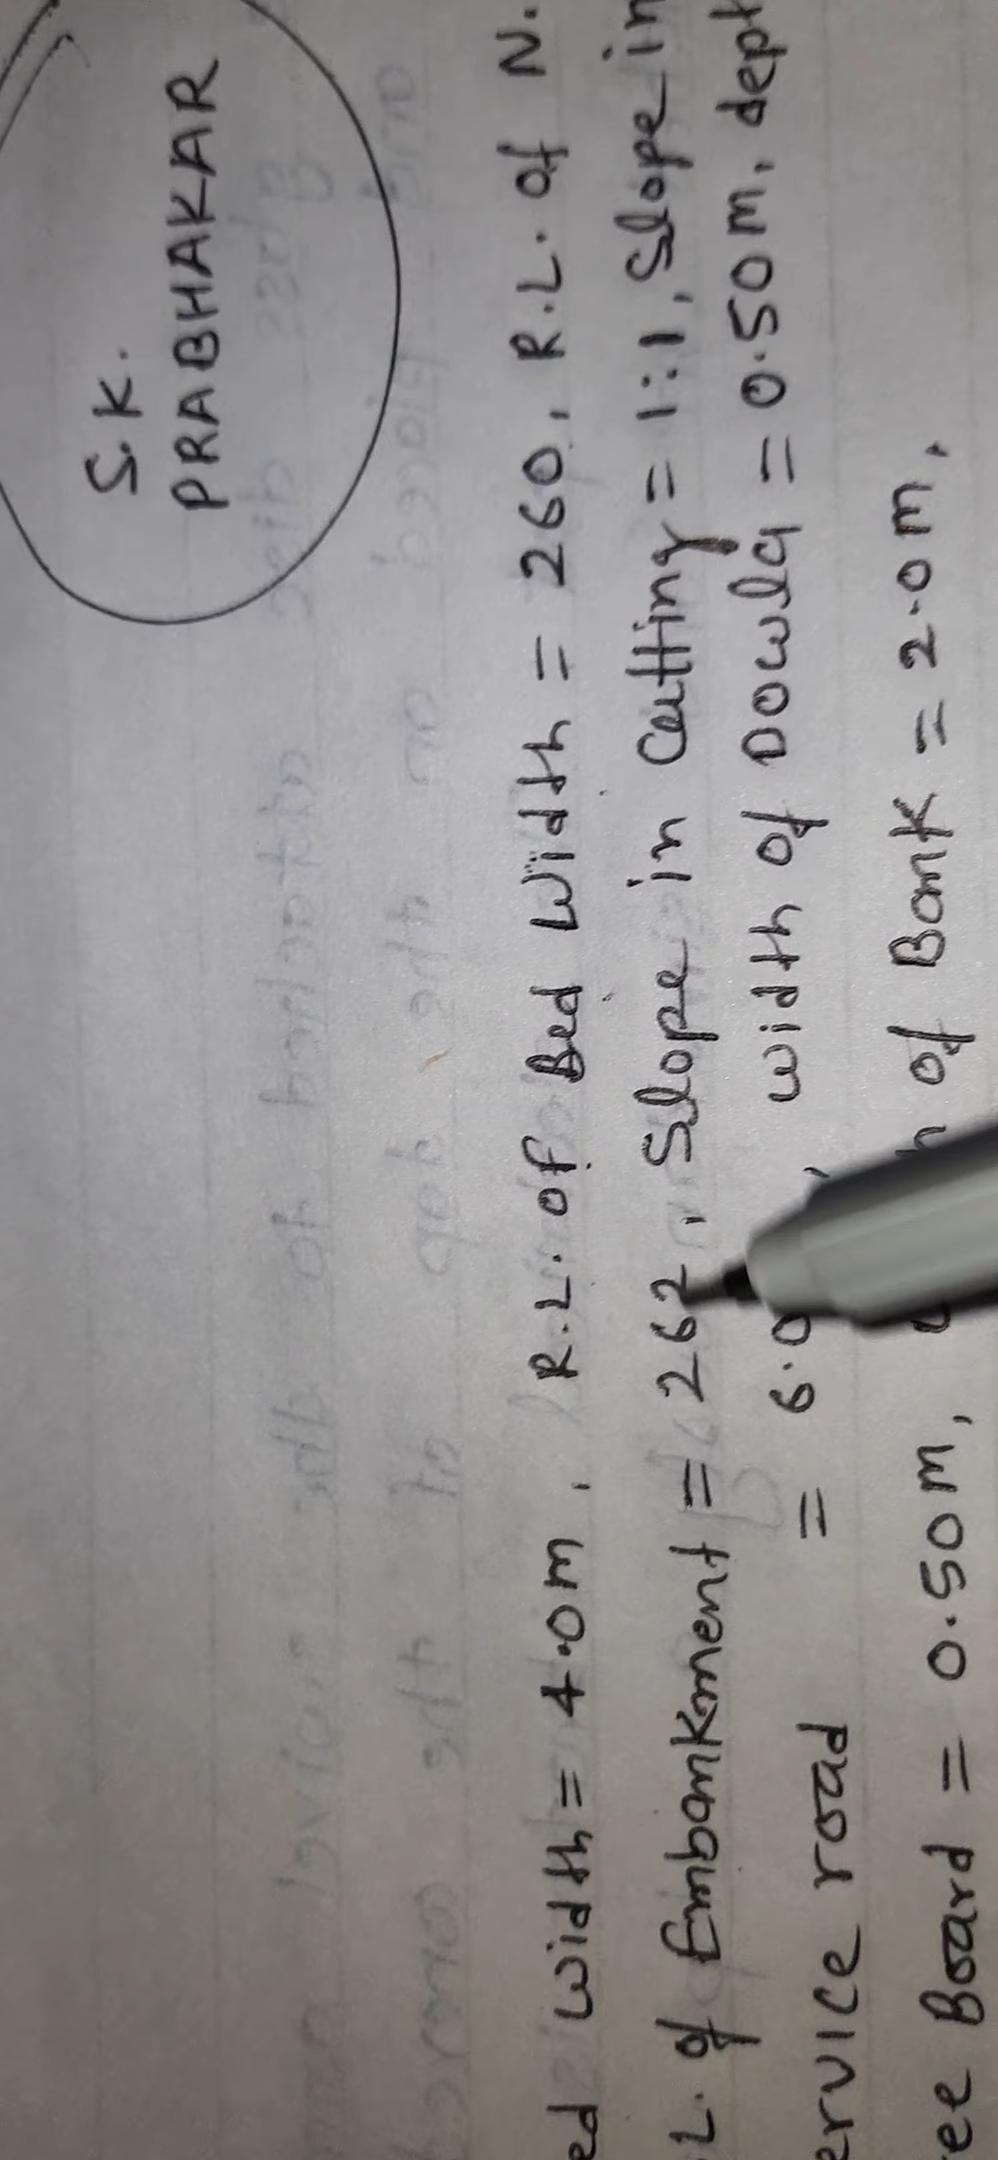 S.K.
PRABHAKAR
ed width = 4.0m, R.L. of Bed width = 260, R.L. of N.
L. of Embankment = 262, Slope in Cutting = 1:1, Slope in
ervice road = 6.0 , width of Dowla = 0.50m, dept
ee Board = 0.50m, of Bank = 2.0m,